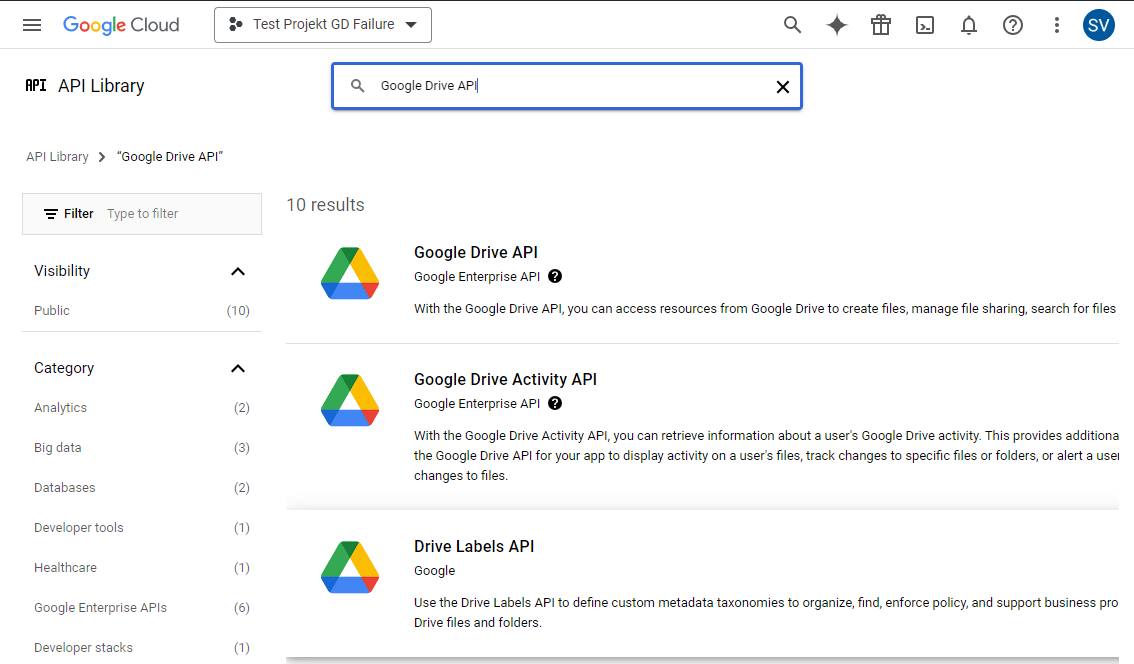 Google Cloud
Test Projekt GD Failure
SV
API API Library
Google Drive API
API Library
“Google Drive API”
Filter Type to filter
Visibility
Public (10)
Category
Analytics (2)
Big data (3)
Databases (2)
Developer tools (1)
Healthcare (1)
Google Enterprise APIs (6)
Developer stacks (1)
10 results
Google Drive API
Google Enterprise API
With the Google Drive API, you can access resources from Google Drive to create files, manage file sharing, search for files
Google Drive Activity API
Google Enterprise API
With the Google Drive Activity API, you can retrieve information about a user's Google Drive activity. This provides additiona
the Google Drive API for your app to display activity on a user's files, track changes to specific files or folders, or alert a user
changes to files.
Drive Labels API
Google
Use the Drive Labels API to define custom metadata taxonomies to organize, find, enforce policy, and support business pro
Drive files and folders.